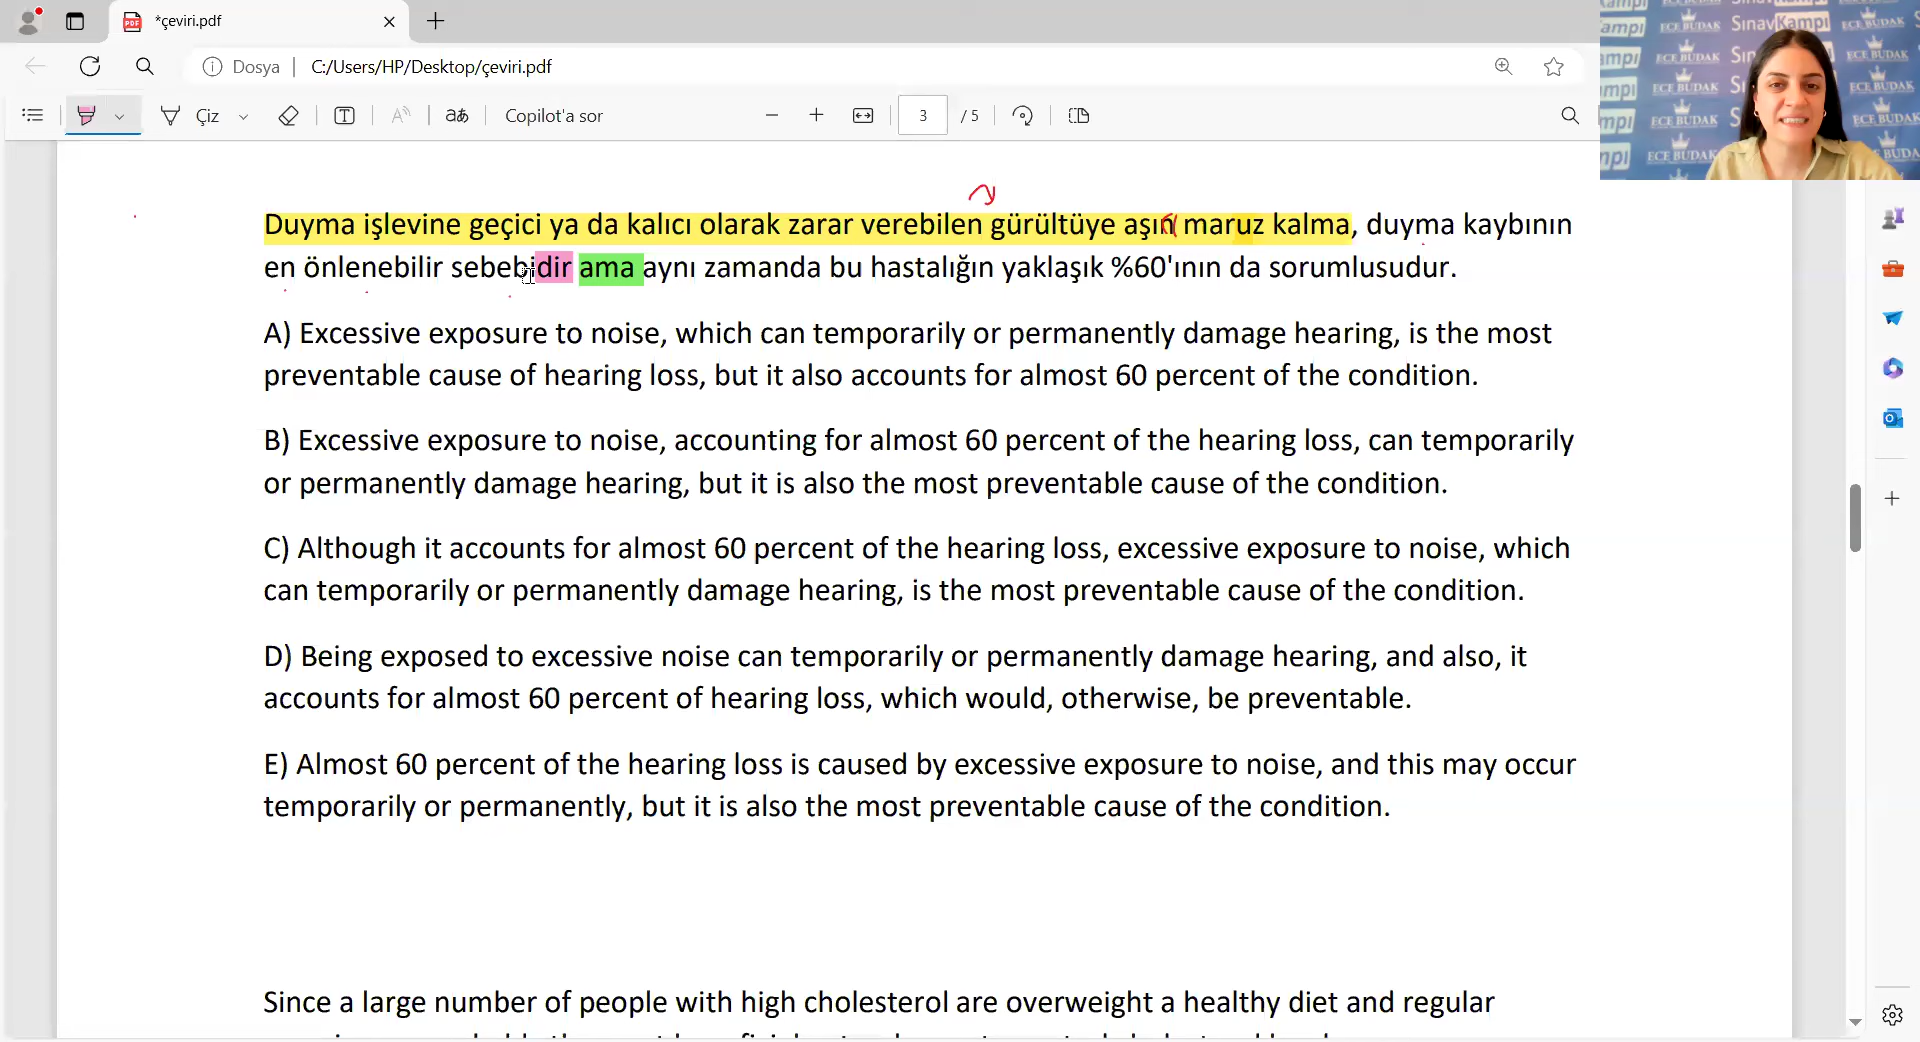 *çeviri.pdf
Dosya | C:/Users/HP/Desktop/çeviri.pdf
Çiz
aあ
Copilot'a sor
3 / 5
Sınav Kampı
ECE BUDAK
Duyma işlevine geçici ya da kalıcı olarak zarar verebilen gürültüye aşırı maruz kalma, duyma kaybının
en önlenebilir sebebidir ama aynı zamanda bu hastalığın yaklaşık %60'ının da sorumlusudur.
A) Excessive exposure to noise, which can temporarily or permanently damage hearing, is the most
preventable cause of hearing loss, but it also accounts for almost 60 percent of the condition.
B) Excessive exposure to noise, accounting for almost 60 percent of the hearing loss, can temporarily
or permanently damage hearing, but it is also the most preventable cause of the condition.
C) Although it accounts for almost 60 percent of the hearing loss, excessive exposure to noise, which
can temporarily or permanently damage hearing, is the most preventable cause of the condition.
D) Being exposed to excessive noise can temporarily or permanently damage hearing, and also, it
accounts for almost 60 percent of hearing loss, which would, otherwise, be preventable.
E) Almost 60 percent of the hearing loss is caused by excessive exposure to noise, and this may occur
temporarily or permanently, but it is also the most preventable cause of the condition.
Since a large number of people with high cholesterol are overweight a healthy diet and regular